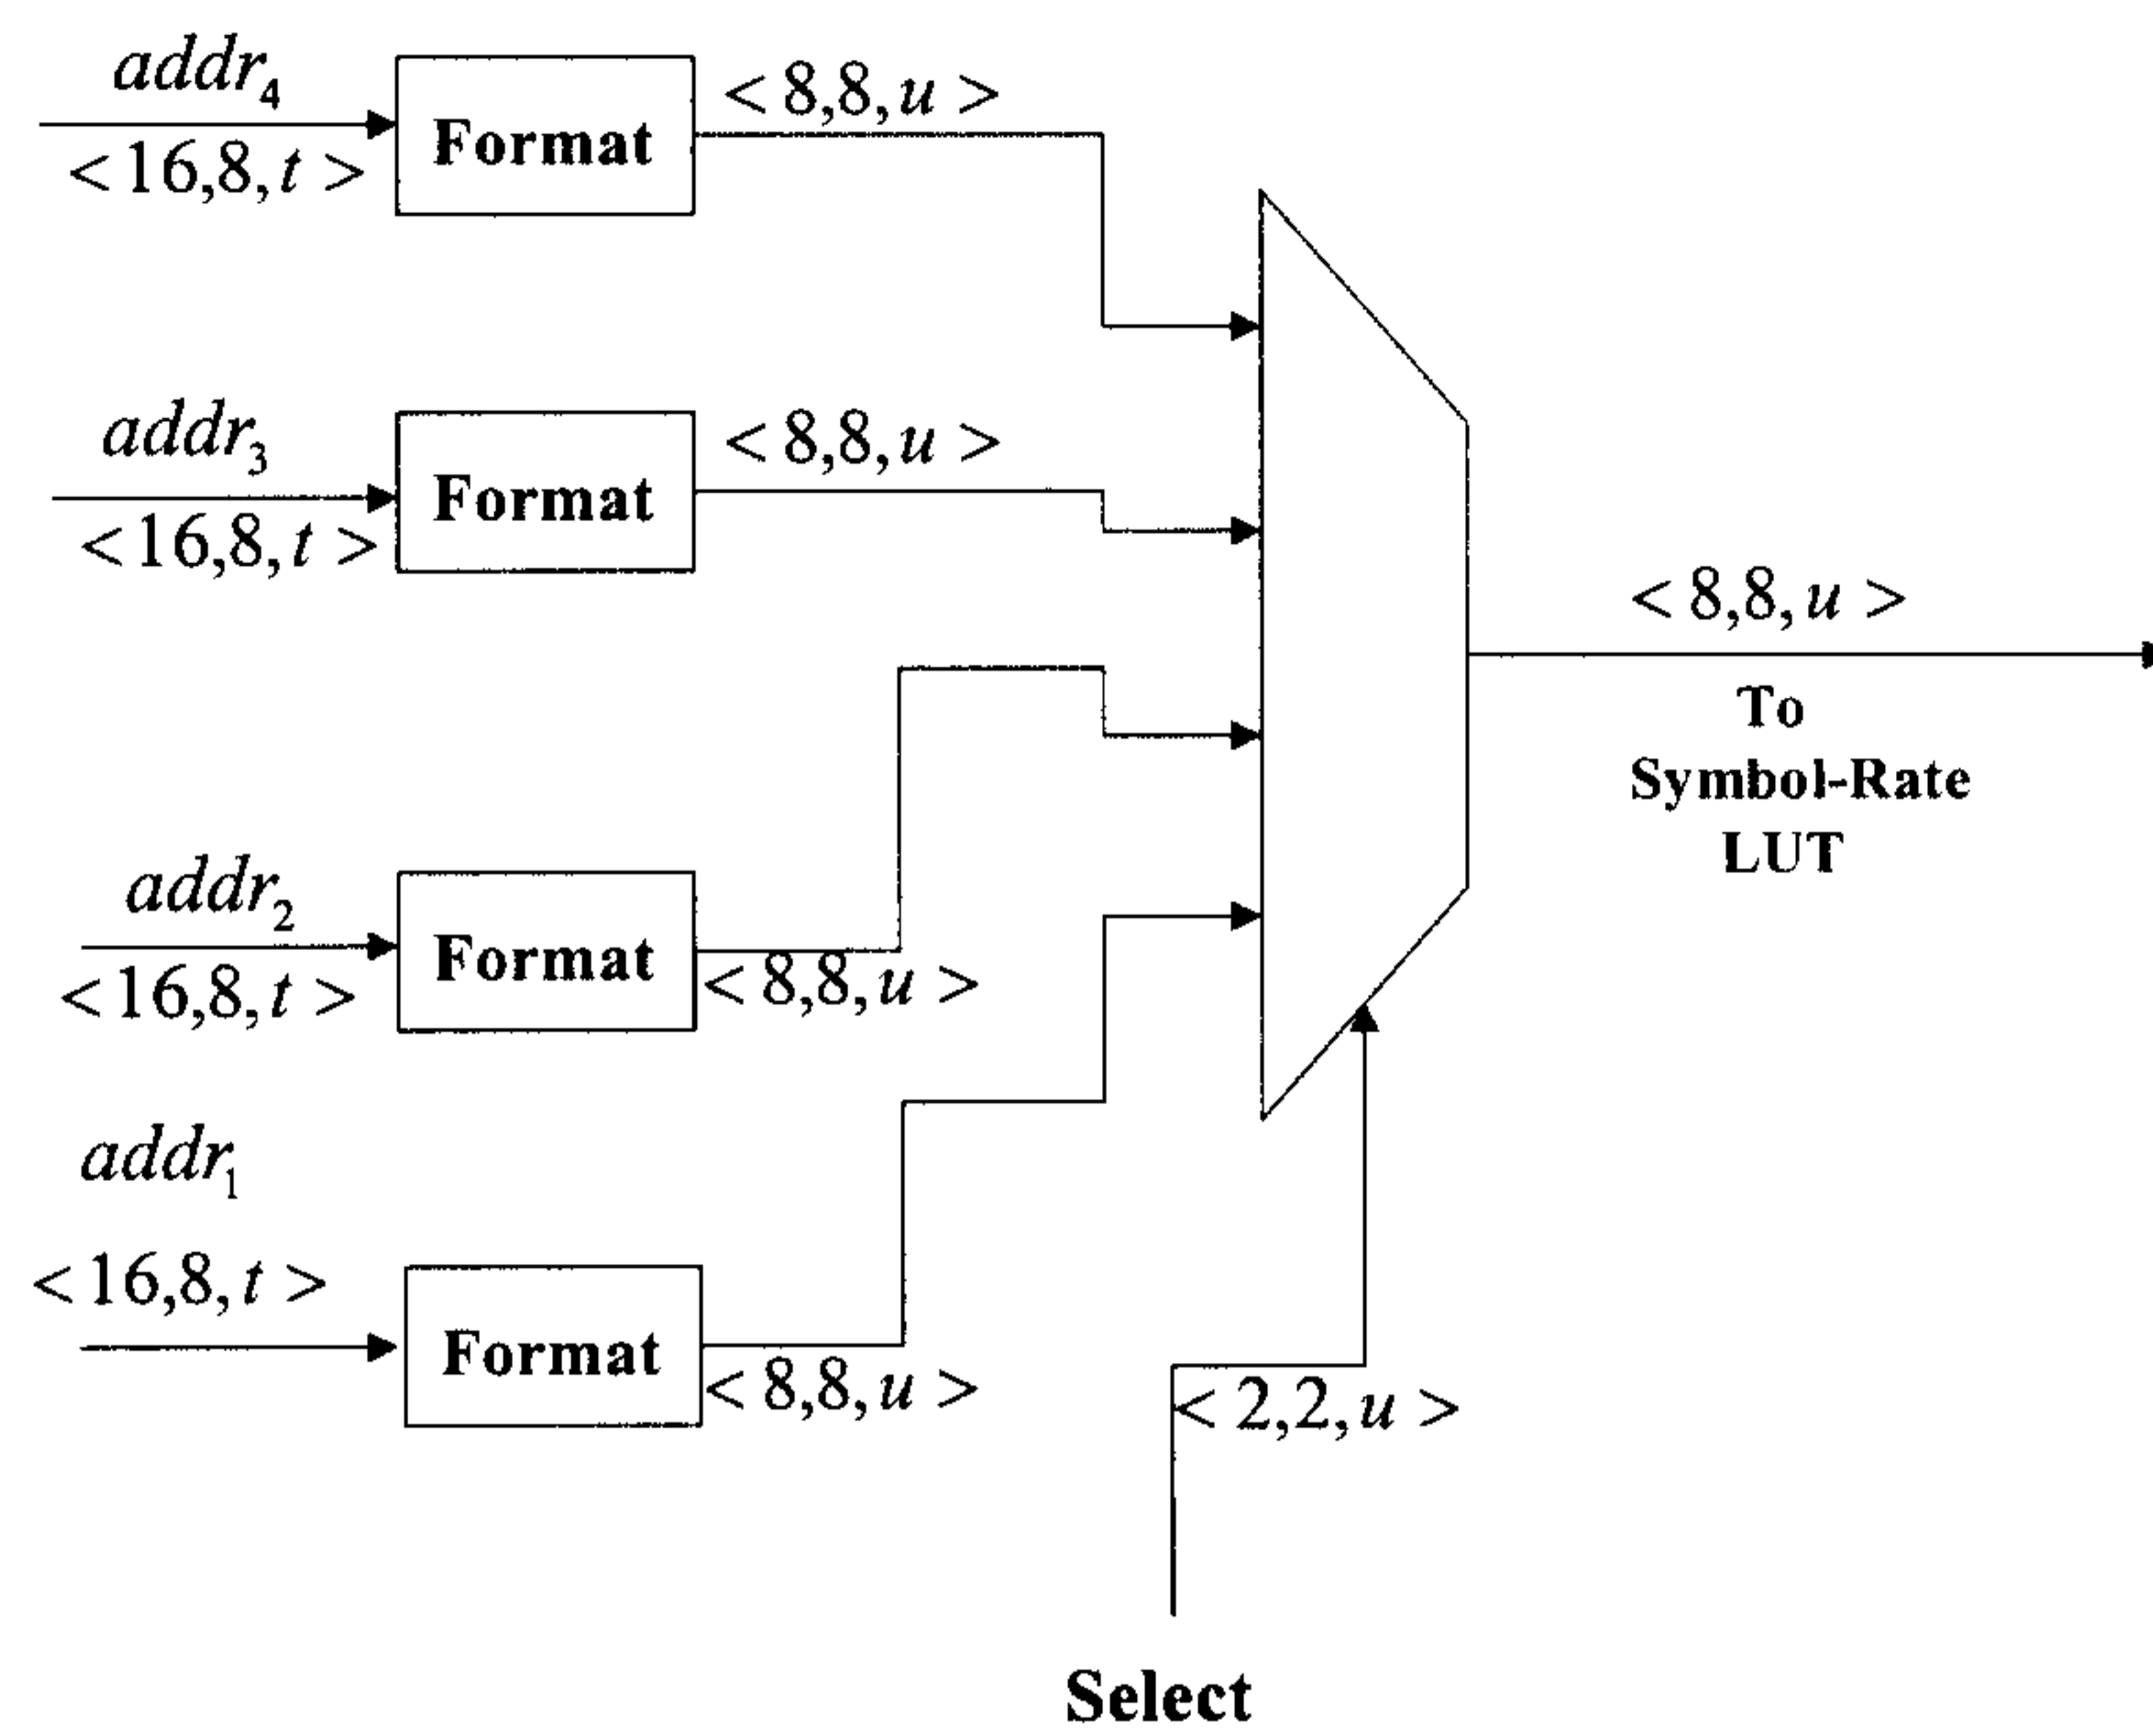 addr₄
< 16,8, t >
Format
< 8,8, u >
addr₃
< 16,8, t >
Format
< 8,8, u >
addr₂
< 16,8, t >
Format
< 8,8, u >
addr₁
< 16,8, t >
Format
< 8,8, u >
< 8,8, u >
To
Symbol-Rate
LUT
< 2,2, u >
Select